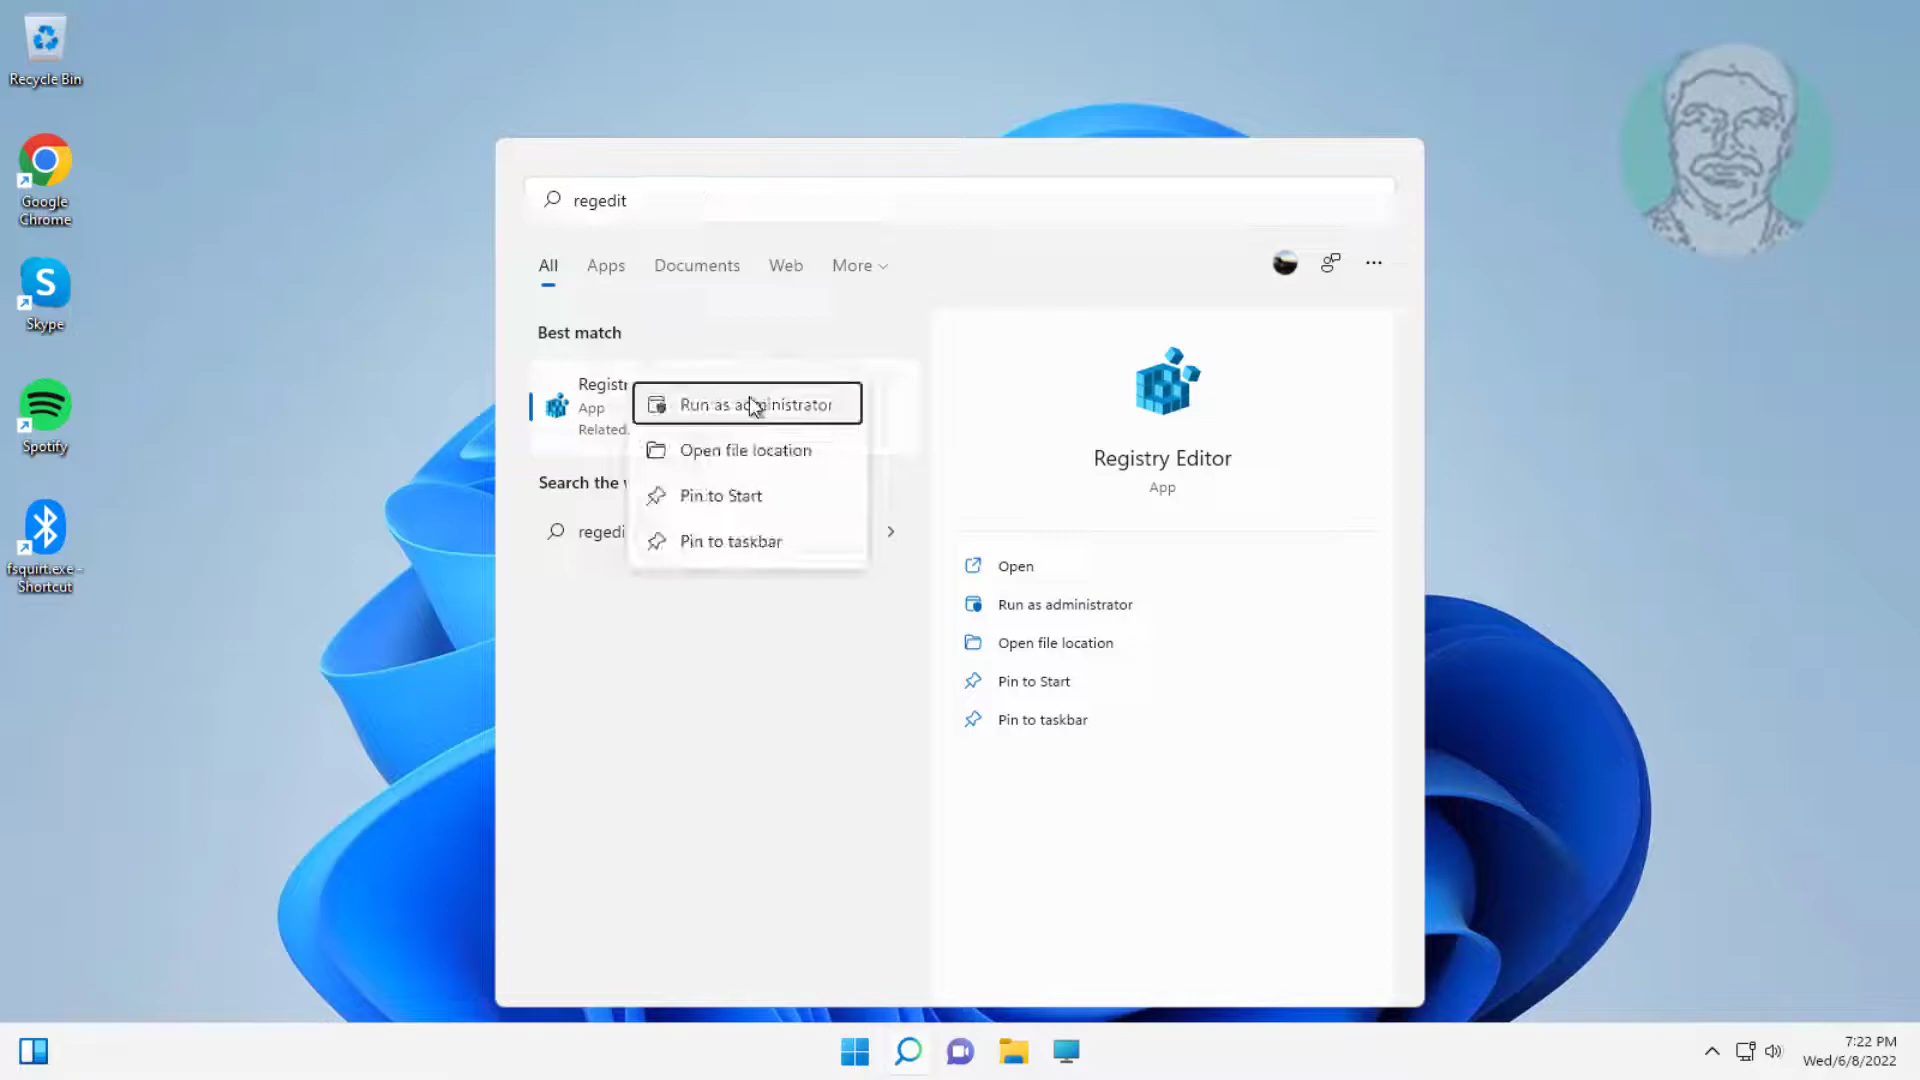 Recycle Bin
Google
Chrome
Skype
Spotify
fsquirt.exe -
Shortcut
regedit
All
Apps
Documents
Web
More
Best match
App
Related:
Search the
Run as administrator
Open file location
Pin to Start
Pin to taskbar
Registry Editor
App
Open
Run as administrator
Open file location
Pin to Start
Pin to taskbar
7:22 PM
Wed/6/8/2022